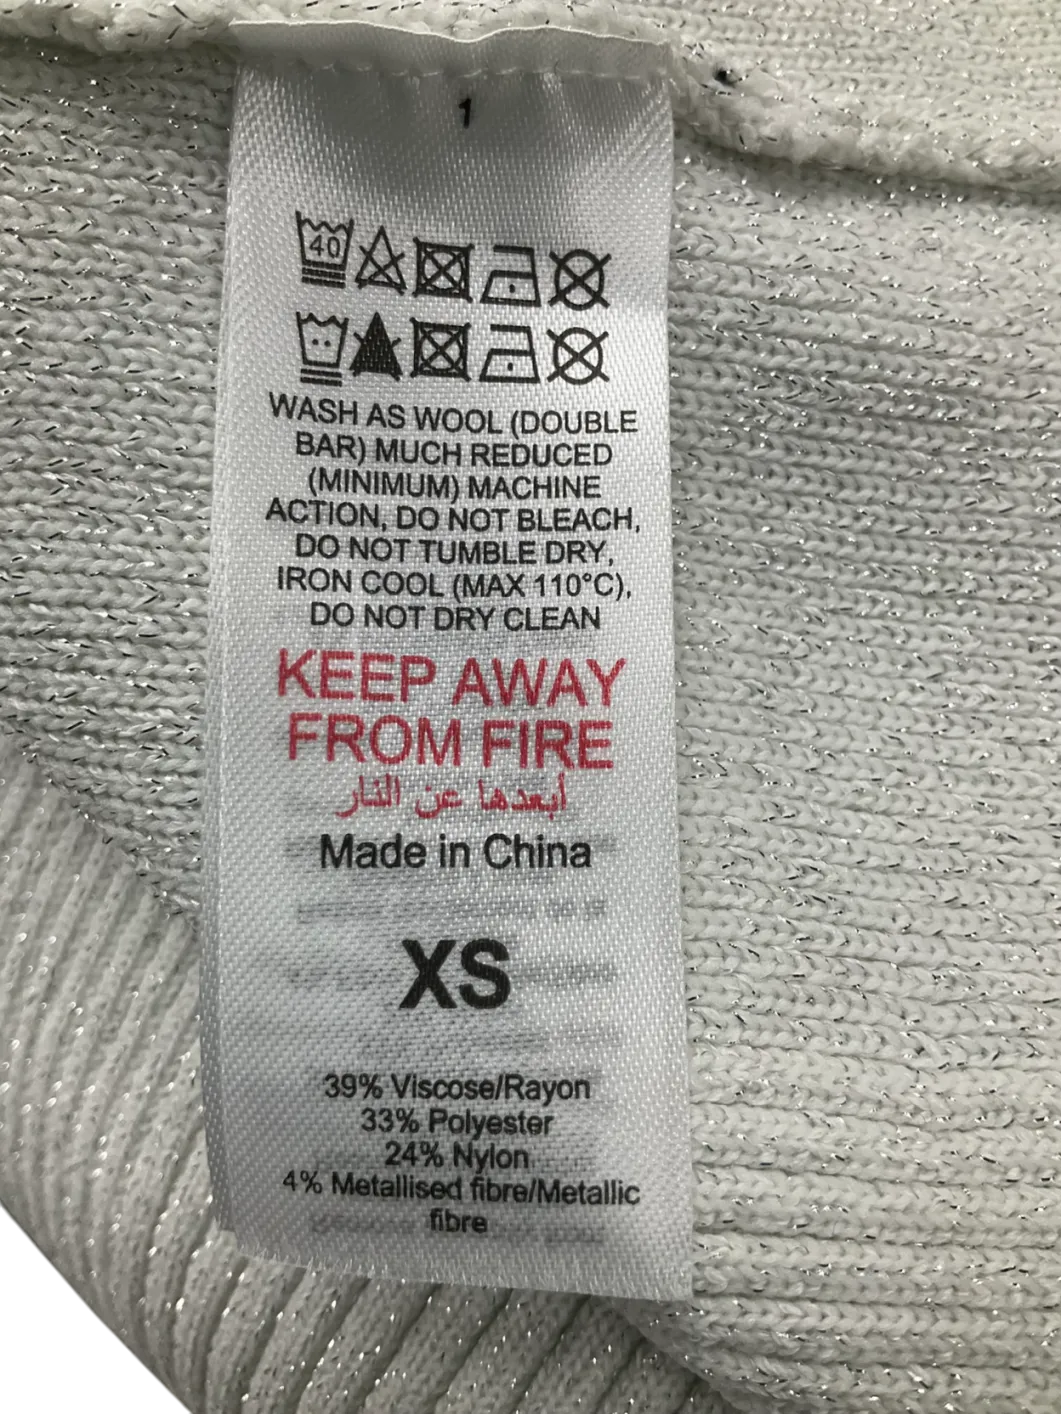 1
40
WASH AS WOOL (DOUBLE
BAR) MUCH REDUCED
(MINIMUM) MACHINE
ACTION, DO NOT BLEACH,
DO NOT TUMBLE DRY,
IRON COOL (MAX 110°C),
DO NOT DRY CLEAN
KEEP AWAY
FROM FIRE
أبعدها عن النار
Made in China
XS
39% Viscose/Rayon
33% Polyester
24% Nylon
4% Metallised fibre/Metallic
fibre